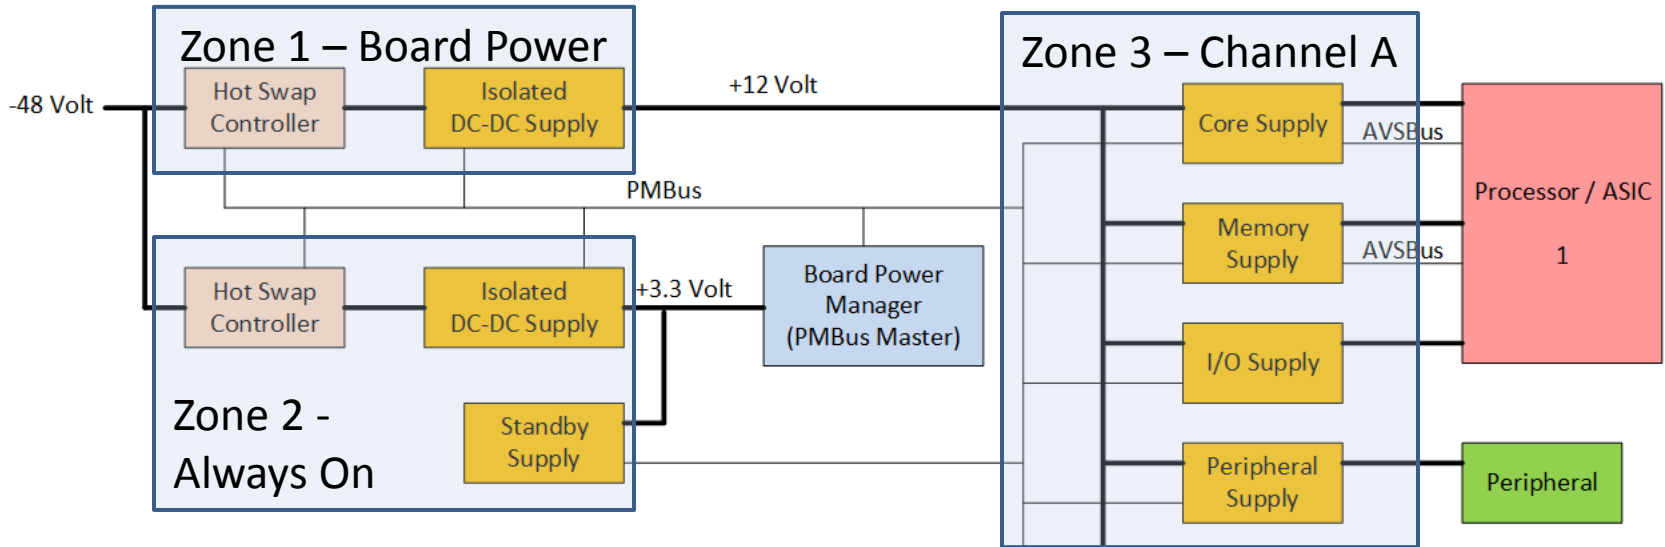 Zone 1 – Board Power
Zone 3 – Channel A
-48 Volt
Hot Swap
Controller
Isolated
DC-DC Supply
+12 Volt
Core Supply
AVSBus
PMBus
Processor / ASIC
1
Memory
Supply
AVSBus
Hot Swap
Controller
Isolated
DC-DC Supply
+3.3 Volt
Board Power
Manager
(PMBus Master)
I/O Supply
Zone 2 -
Always On
Standby
Supply
Peripheral
Supply
Peripheral